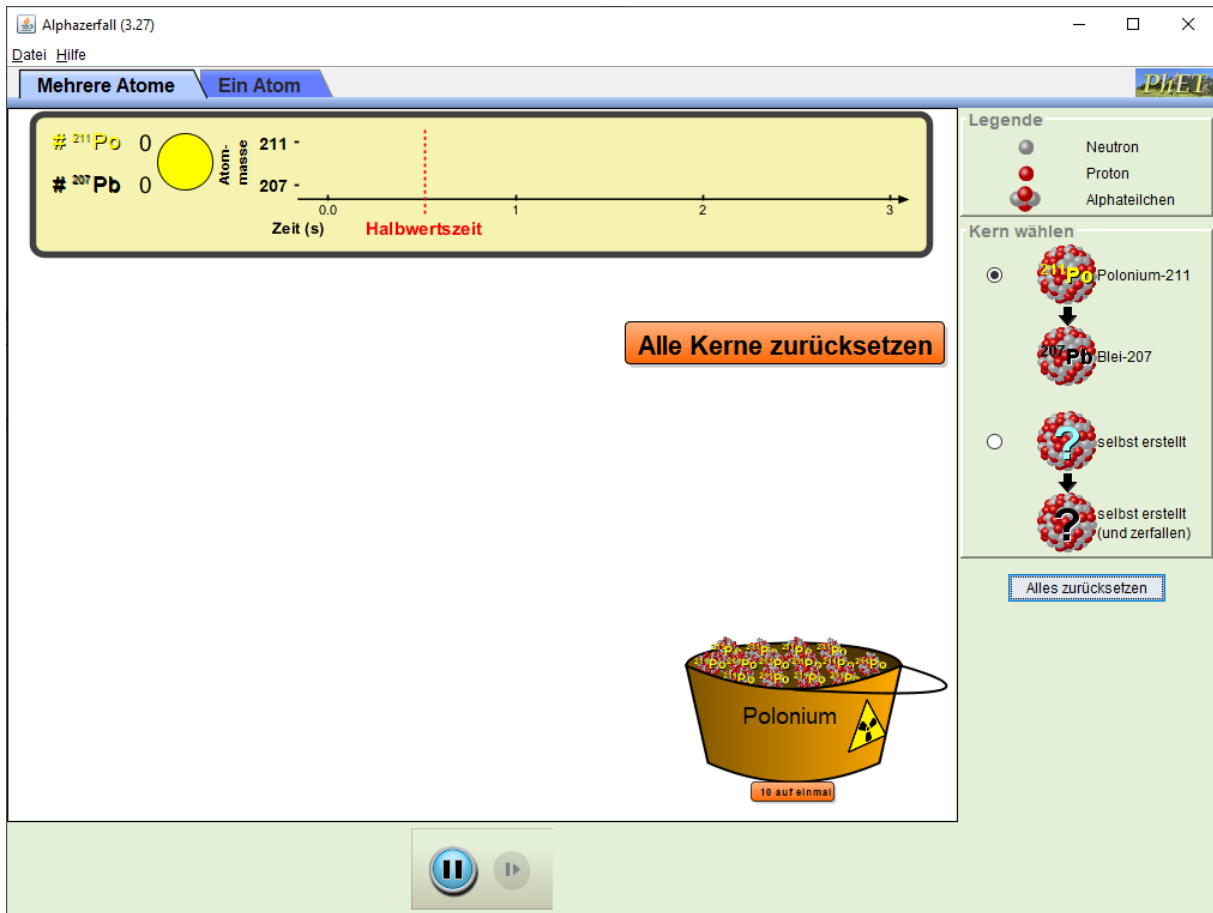 Alphazerfall (3.27)
Datei Hilfe
Mehrere Atome
Ein Atom
PhET
# 211Po 0
# 207Pb 0
Atom-
masse
211
207
0.0 1 2 3
Zeit (s)
Halbwertszeit
Alle Kerne zurücksetzen
Polonium
10 auf einmal
Legende
Neutron
Proton
Alphateilchen
Kern wählen
211Po
Polonium-211
207Pb
Blei-207
?
selbst erstellt
?
selbst erstellt
(und zerfallen)
Alles zurücksetzen